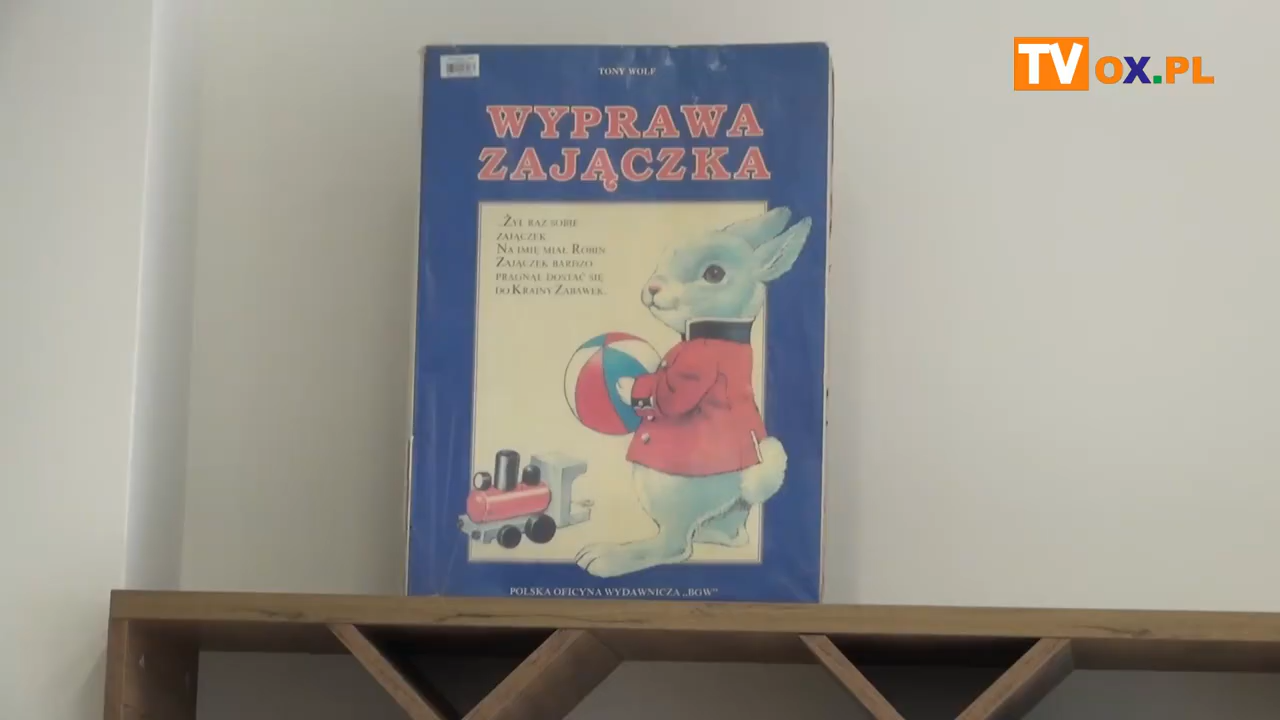 TVOX.PL
TONY WOLF
WYPRAWA
ZAJĄCZKA
..ŻYŁ RAZ SOBIE
ZAJĄCZEK.
NA IMIĘ MIAŁ ROBIN.
ZAJĄCZEK BARDZO
PRAGNĄŁ DOSTAĆ SIĘ
DO KRAINY ZABAWEK..
POLSKA OFICYNA WYDAWNICZA „BGW”